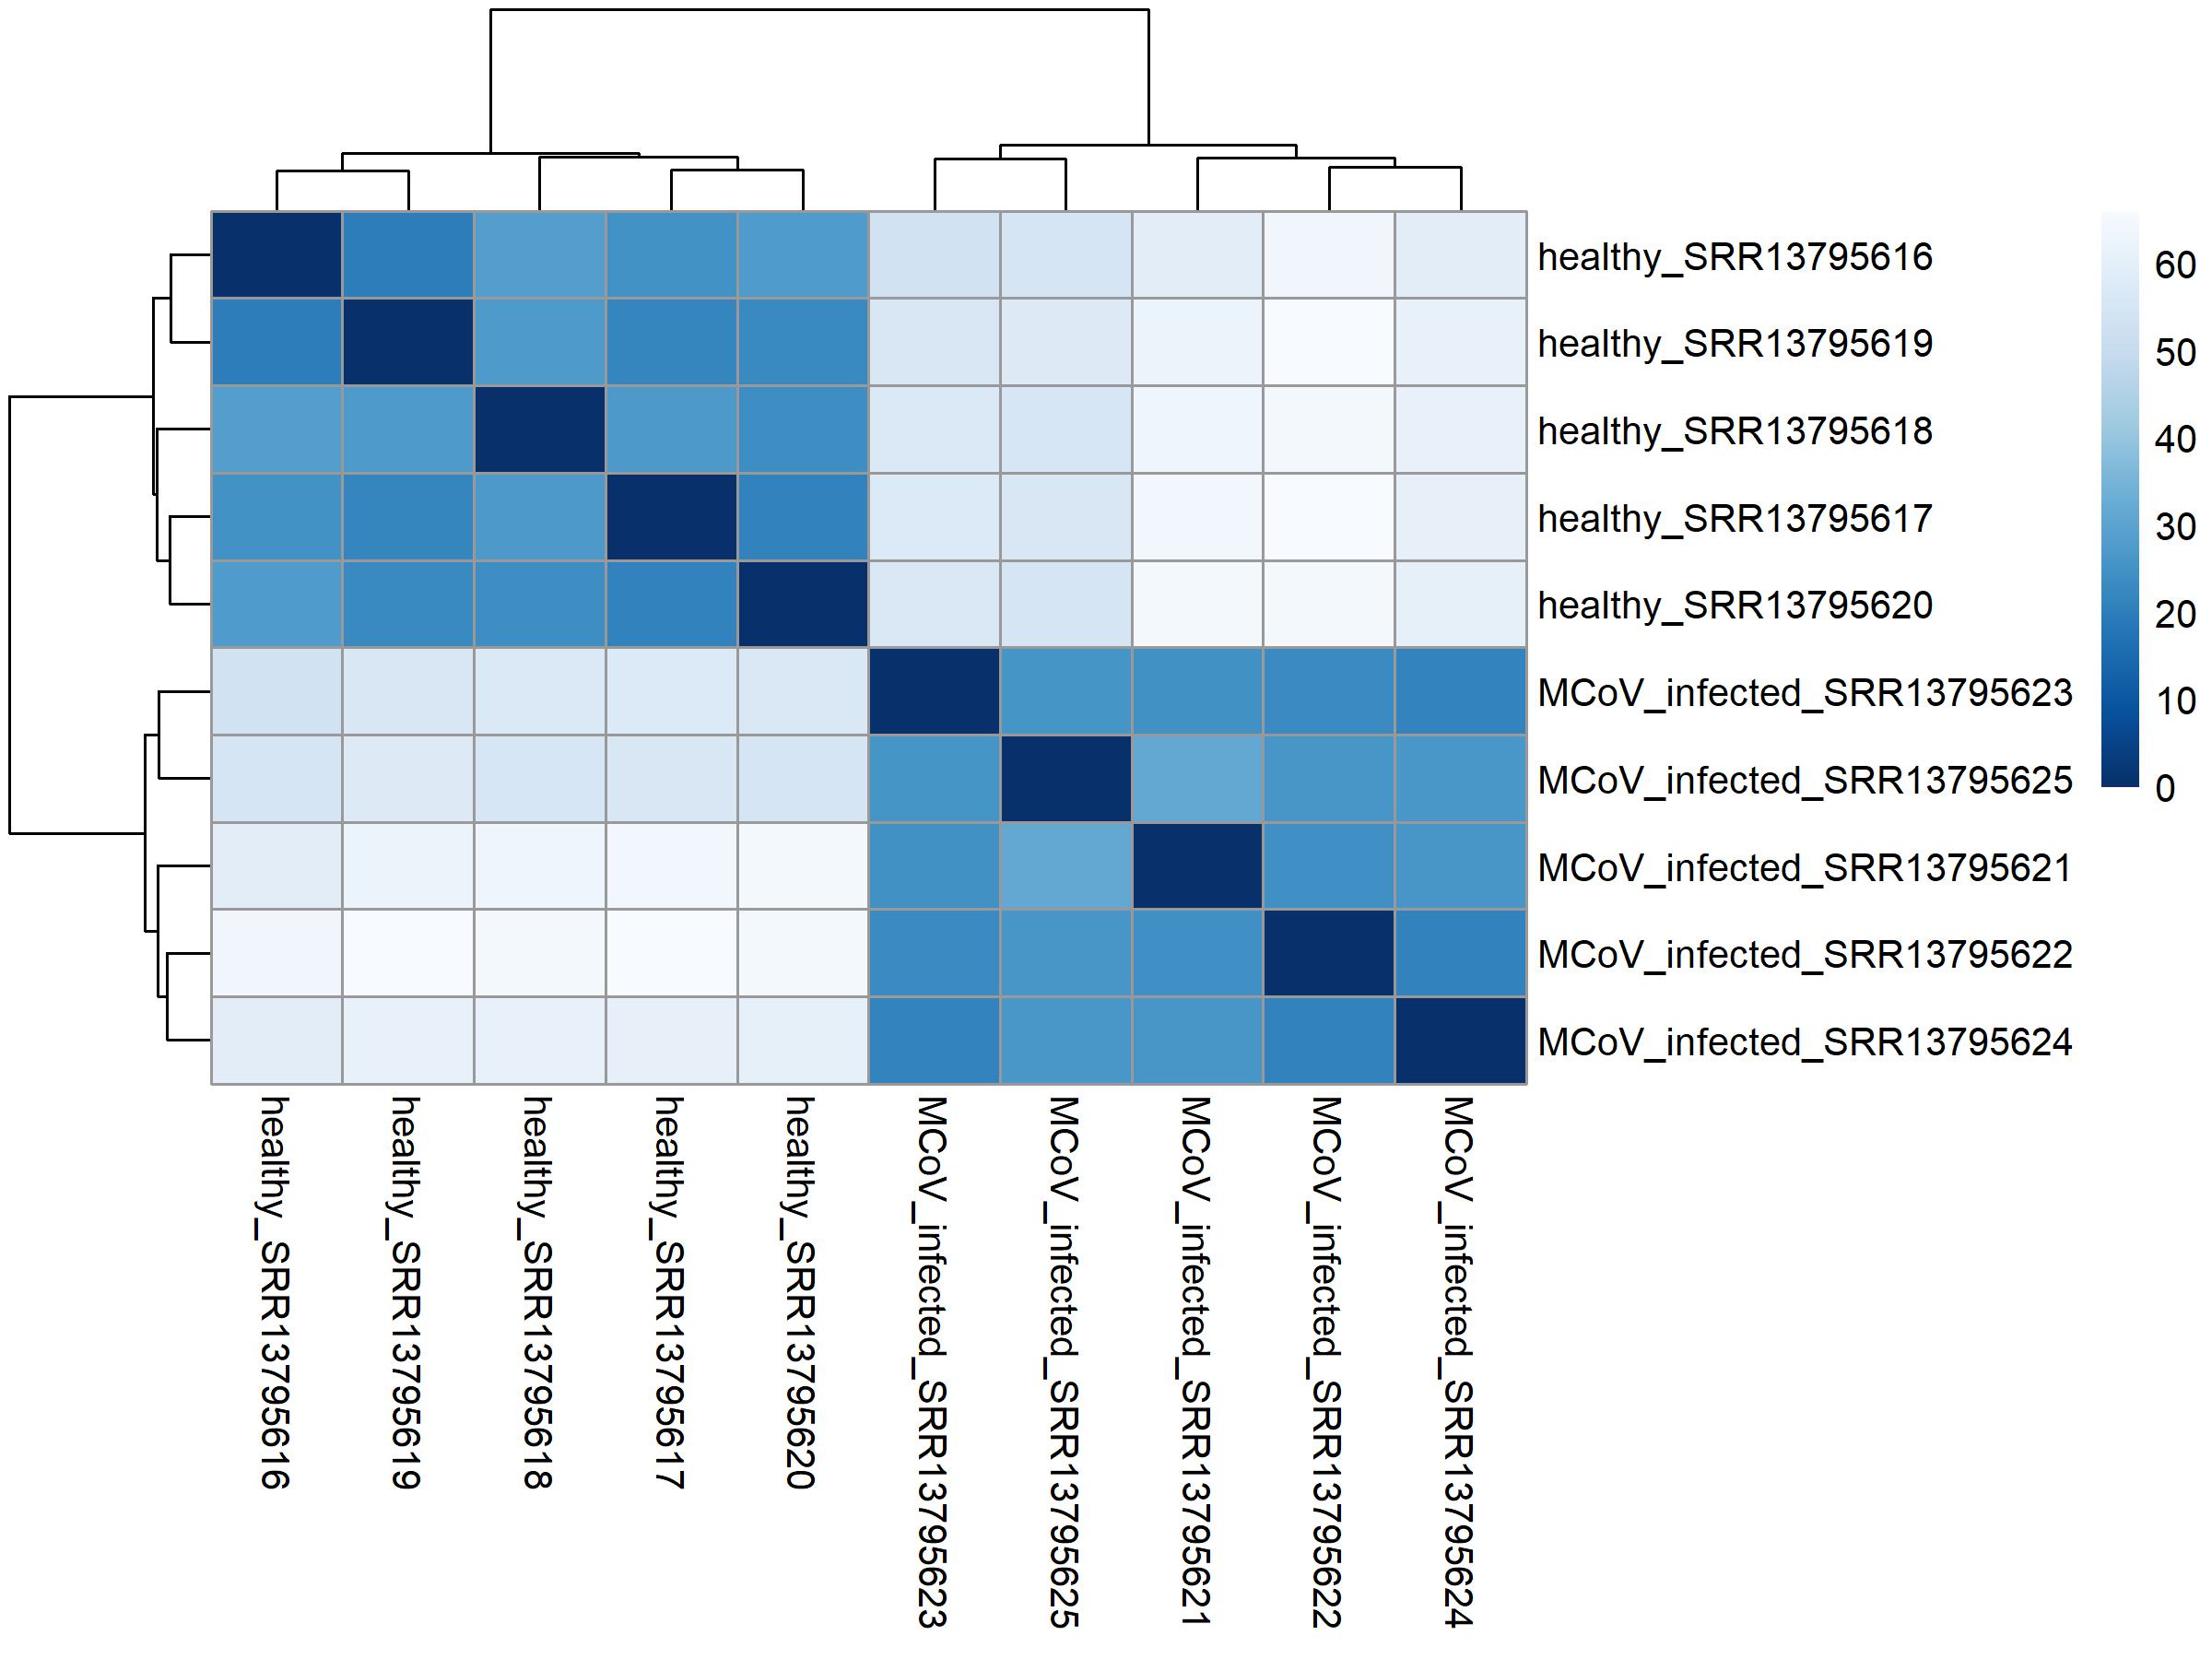 healthy_SRR13795616
healthy_SRR13795619
healthy_SRR13795618
healthy_SRR13795617
healthy_SRR13795620
MCoV_infected_SRR13795623
MCoV_infected_SRR13795625
MCoV_infected_SRR13795621
MCoV_infected_SRR13795622
MCoV_infected_SRR13795624
60
50
40
30
20
10
0
healthy_SRR13795616
healthy_SRR13795619
healthy_SRR13795618
healthy_SRR13795617
healthy_SRR13795620
MCoV_infected_SRR13795623
MCoV_infected_SRR13795625
MCoV_infected_SRR13795621
MCoV_infected_SRR13795622
MCoV_infected_SRR13795624